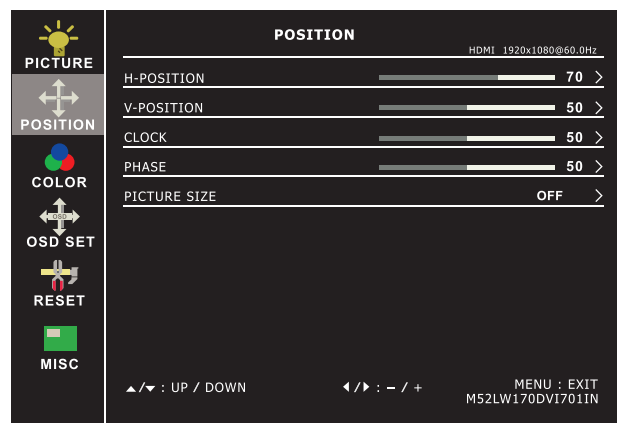 PICTURE
POSITION
COLOR
OSD
OSD SET
RESET
MISC
POSITION
HDMI 1920x1080@60.0Hz
H-POSITION 70
V-POSITION 50
CLOCK 50
PHASE 50
PICTURE SIZE OFF
▲/▼ : UP / DOWN ◀/▶ : – / + MENU : EXIT
M52LW170DVI701IN